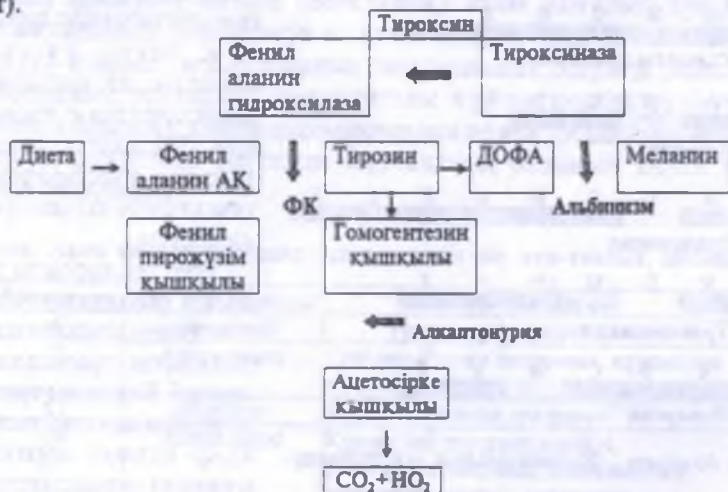 т).
Тироксин
Фенил
аланин
гидроксилаза
Тироксиназа
Диета
Фенил
аланин АҚ
Тирозин
ДОФА
Меланин
ФК
Альбинизм
Фенил
пирожүзім
қышқылы
Гомогентезин
қышқылы
Алкаптонурия
Ацетосірке
қышқылы
CO₂+HO₂